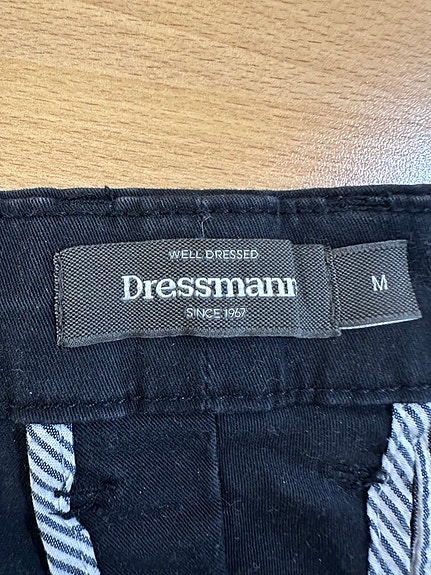 WELL DRESSED
Dressmann
SINCE 1967
M